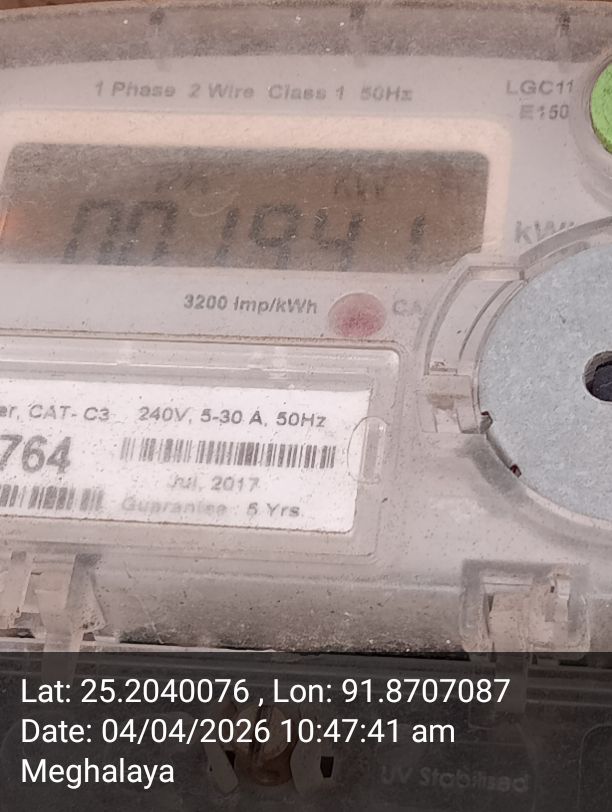 1 Phase 2 Wire Class 1 50Hz
LGC11
E150
001941
kW
3200 Imp/kWh
CA
er, CAT- C3 240V, 5-30 A, 50Hz
764
Jul, 2017
Guarantee 5 Yrs.
Lat: 25.2040076 , Lon: 91.8707087
Date: 04/04/2026 10:47:41 am
Meghalaya
UV Stabilised